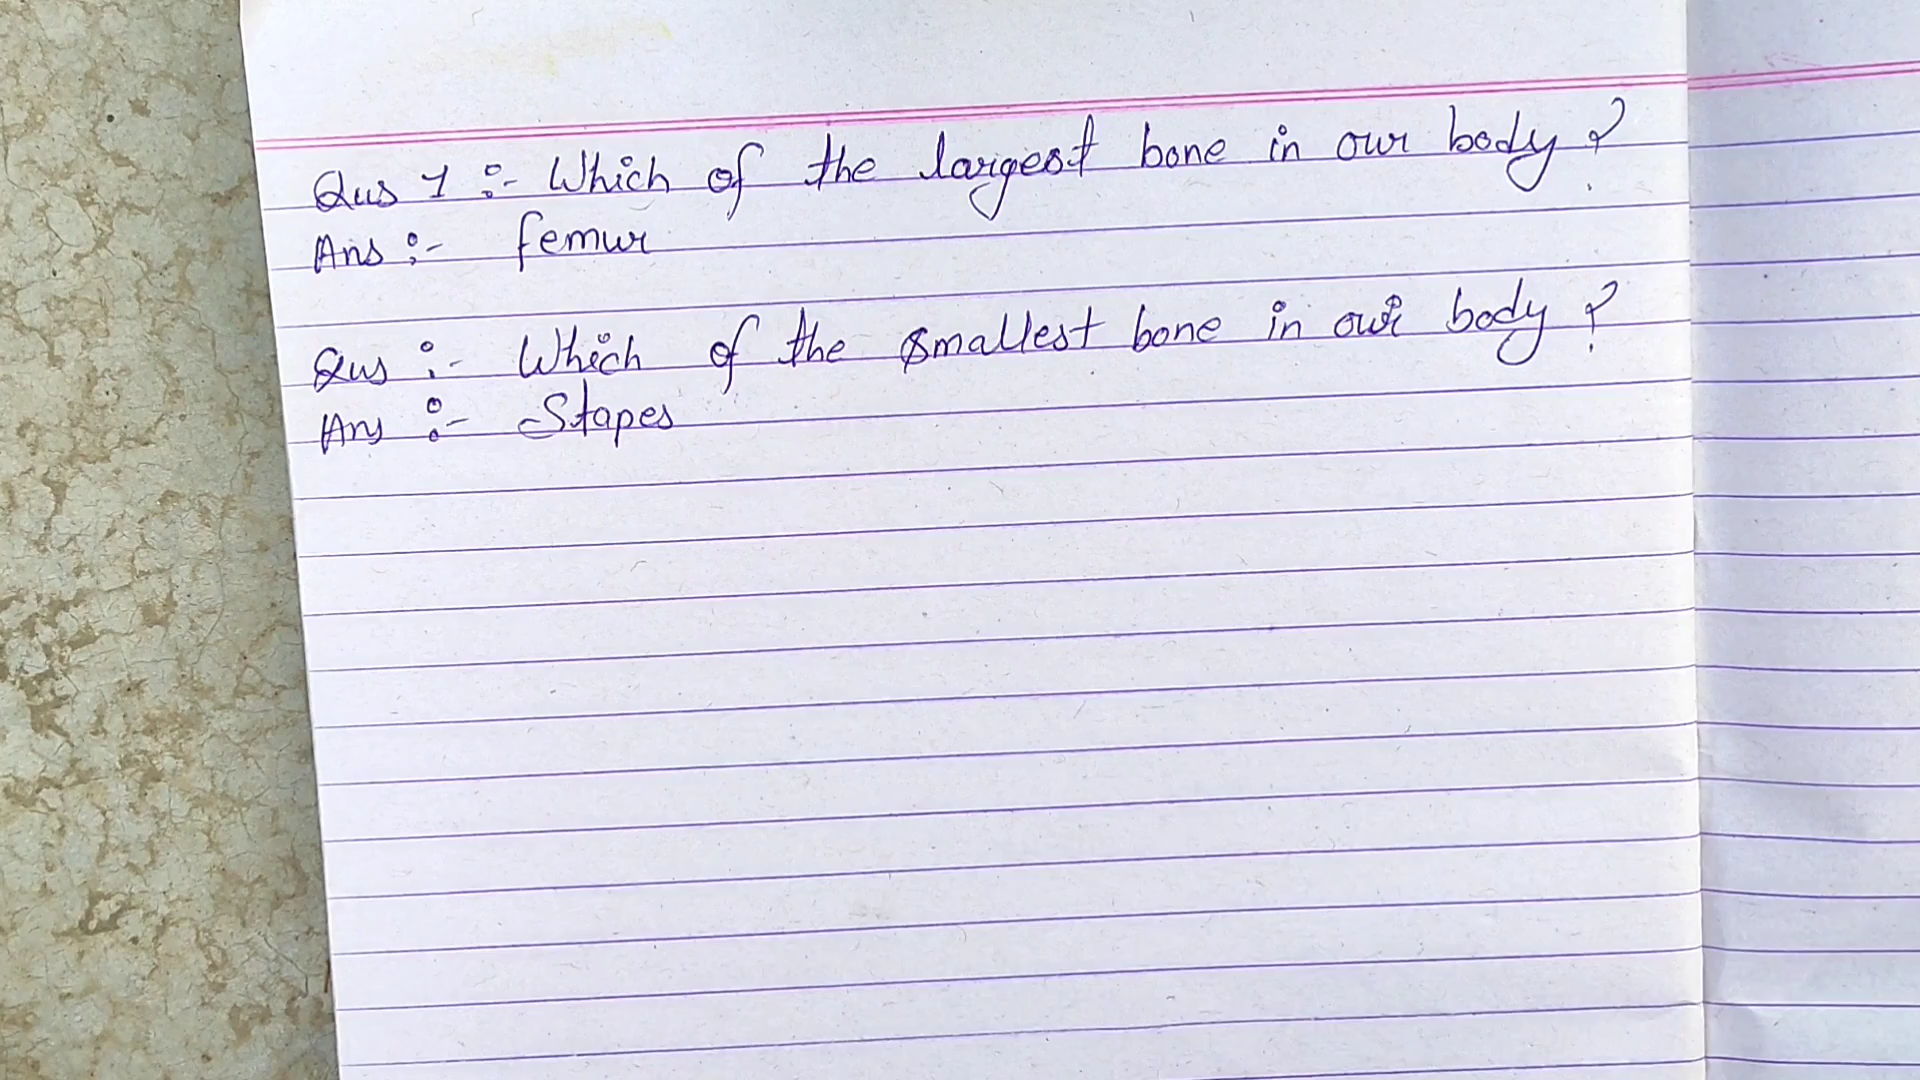 Qus 1 :- Which of the largest bone in our body ?
Ans :- femur
Qus :- Which of the smallest bone in our body ?
Ans :- Stapes